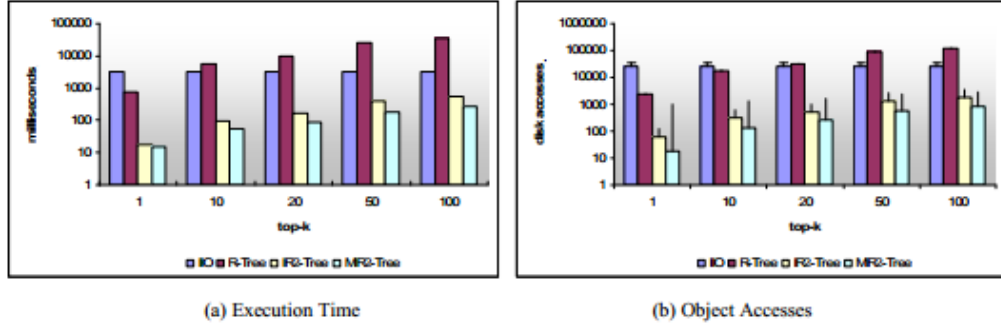 100000
10000
1000
100
10
1
milliseconds
1 10 20 50 100
top-k
IIO R-Tree IR2-Tree MIR2-Tree
(a) Execution Time
1000000
100000
10000
1000
100
10
1
disk accesses.
1 10 20 50 100
top-k
IIO R-Tree IR2-Tree MIR2-Tree
(b) Object Accesses